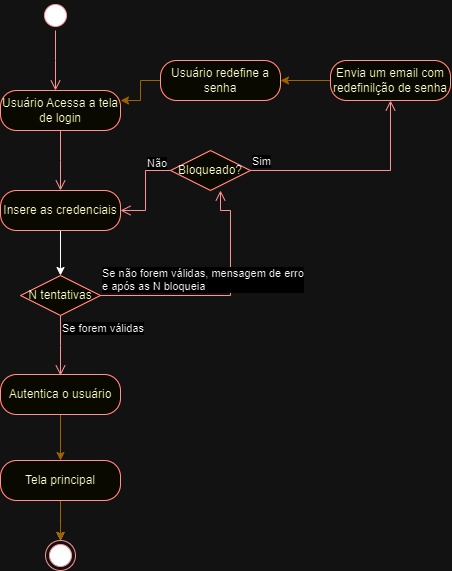 Usuário redefine a
senha
Envia um email com
redefinilção de senha
Usuário Acessa a tela
de login
Não
Bloqueado?
Sim
Insere as credenciais
Se não forem válidas, mensagem de erro
e após as N bloqueia
N tentativas
Se forem válidas
Autentica o usuário
Tela principal